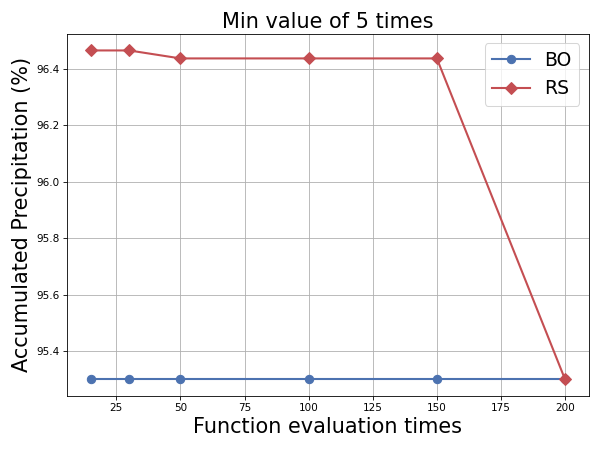 Min value of 5 times
Accumulated Precipitation (%)
96.4
96.2
96.0
95.8
95.6
95.4
BO
RS
25 50 75 100 125 150 175 200
Function evaluation times